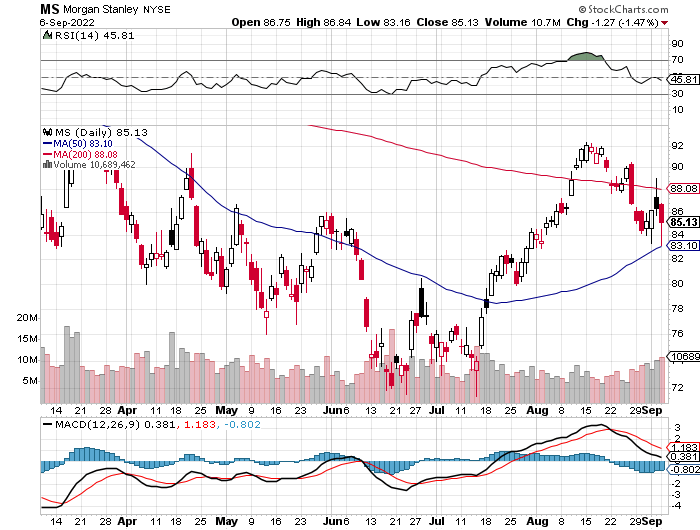 MS Morgan Stanley NYSE © StockCharts.com
6-Sep-2022 Open 86.75 High 86.84 Low 83.16 Close 85.13 Volume 10.7M Chg -1.27 (-1.47%)
RSI(14) 45.81
90
70
50
45.81
30
10
MS (Daily) 85.13
MA(50) 83.10
MA(200) 88.08
Volume 10,689,462
92
90
88.08
86
85.13
84
83.10
82
80
78
76
74
72
20M
15M
10M
5M
10689
14 21 28 Apr 11 18 25 May 9 16 23 Jun 6 13 21 27 Jul 11 18 25 Aug 8 15 22 29 Sep
MACD(12,26,9) 0.381, 1.183, -0.802
3
2
1.183
0.381
-0.802
-2
-3
-4
14 21 28 Apr 11 18 25 May 9 16 23 Jun 6 13 21 27 Jul 11 18 25 Aug 8 15 22 29 Sep